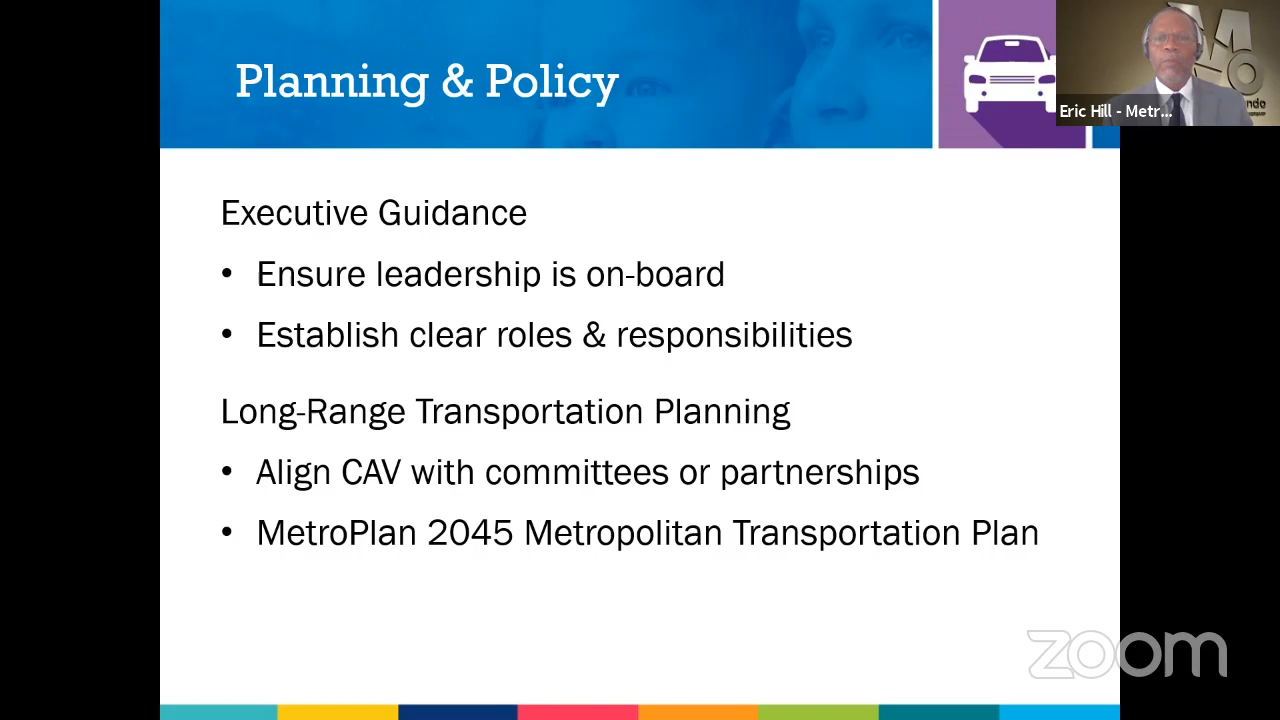 Planning & Policy
Eric Hill - Metr...
Executive Guidance
• Ensure leadership is on-board
• Establish clear roles & responsibilities
Long-Range Transportation Planning
• Align CAV with committees or partnerships
• MetroPlan 2045 Metropolitan Transportation Plan
zoom